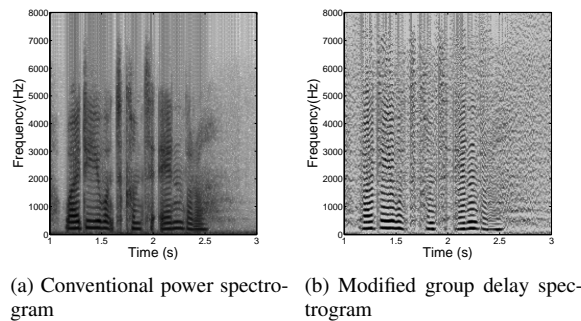 8000
7000
6000
5000
4000
3000
2000
1000
0
Frequency(Hz)
1 1.5 2 2.5 3
Time (s)
8000
7000
6000
5000
4000
3000
2000
1000
0
Frequency(Hz)
1 1.5 2 2.5 3
Time (s)
(a) Conventional power spectro-
gram
(b) Modified group delay spec-
trogram